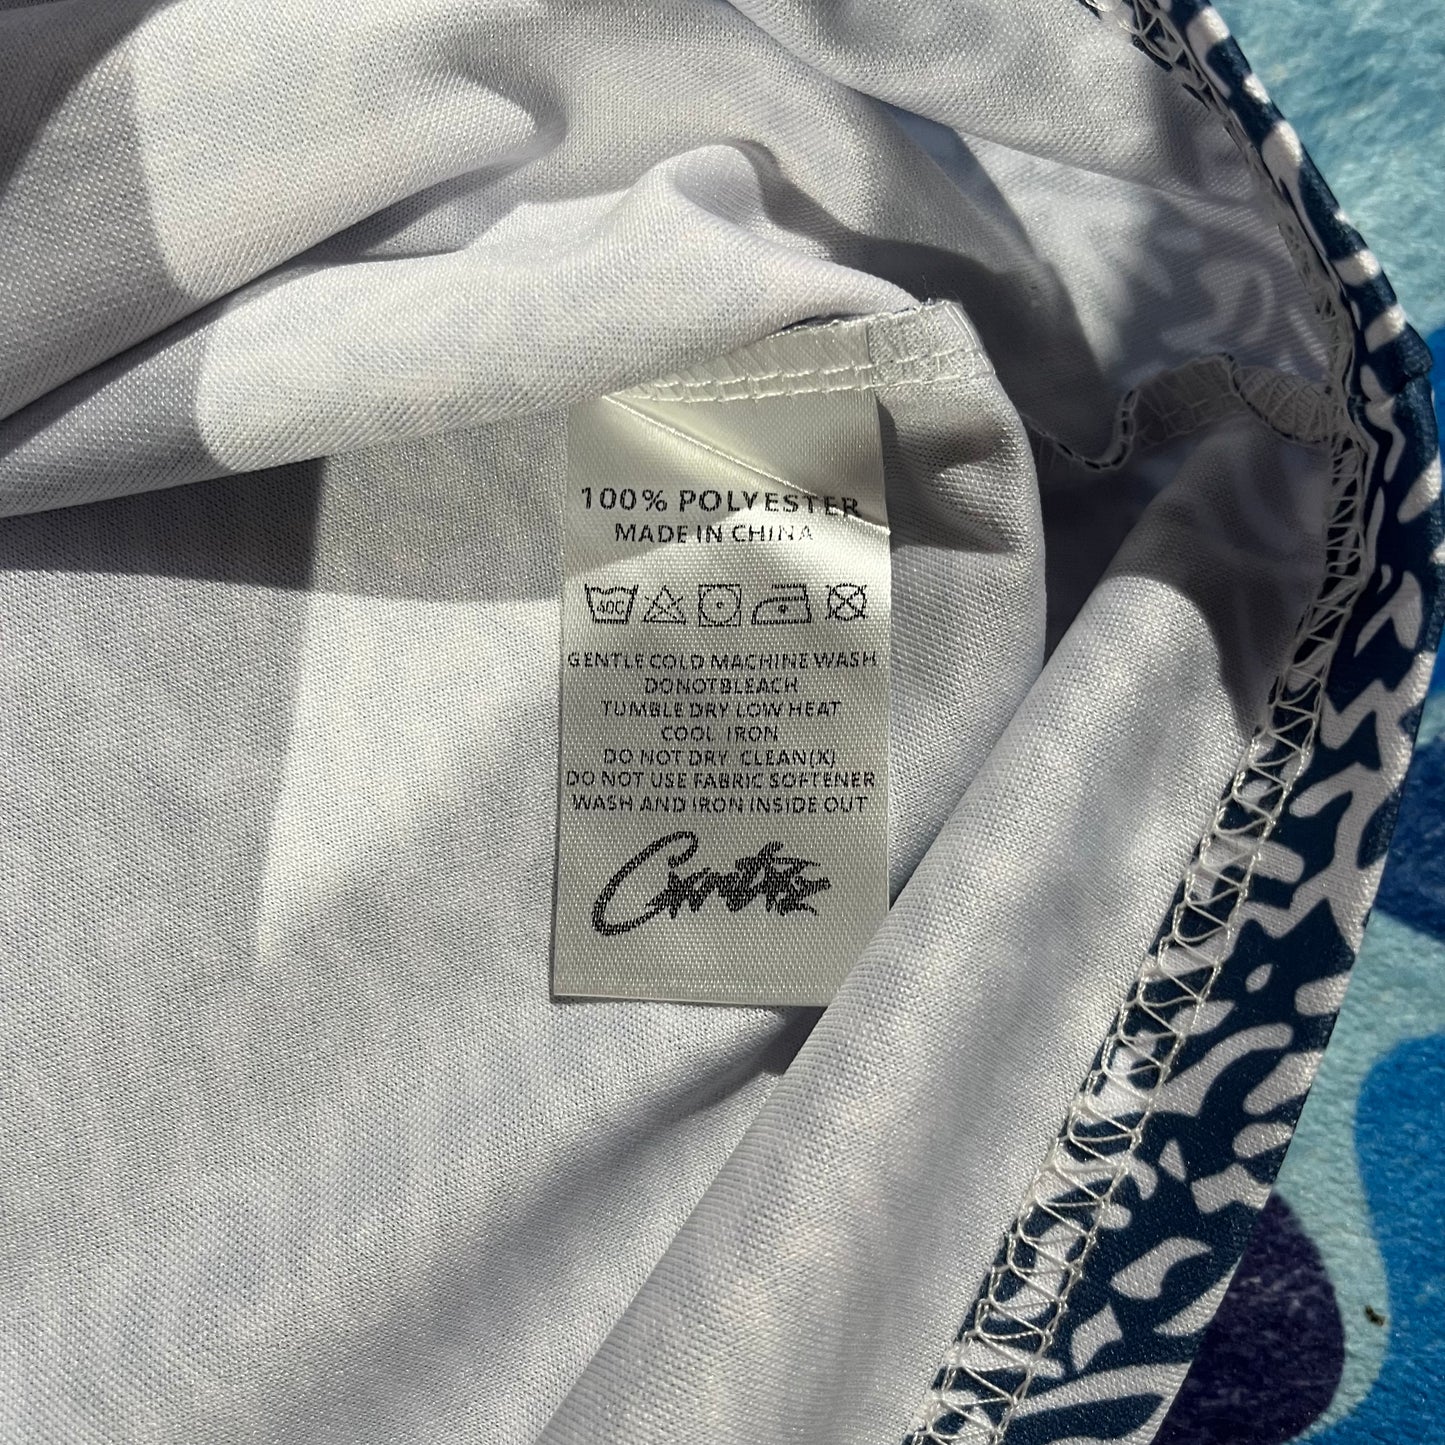 100% POLYESTER
MADE IN CHINA
40C
GENTLE COLD MACHINE WASH
DONOTBLEACH
TUMBLE DRY LOW HEAT
COOL IRON
DO NOT DRY CLEAN(X)
DO NOT USE FABRIC SOFTENER
WASH AND IRON INSIDE OUT